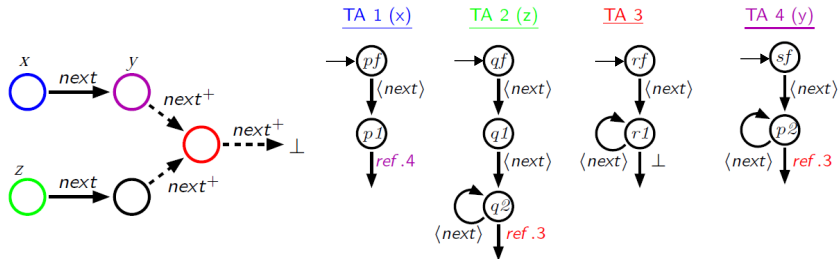 x
next
y
next⁺
next⁺
⊥
z
next
next⁺
TA 1 (x)
pf
⟨next⟩
p1
ref.4
TA 2 (z)
qf
⟨next⟩
q1
⟨next⟩
q2
⟨next⟩
ref.3
TA 3
rf
⟨next⟩
r1
⟨next⟩
⊥
TA 4 (y)
sf
⟨next⟩
p2
⟨next⟩
ref.3